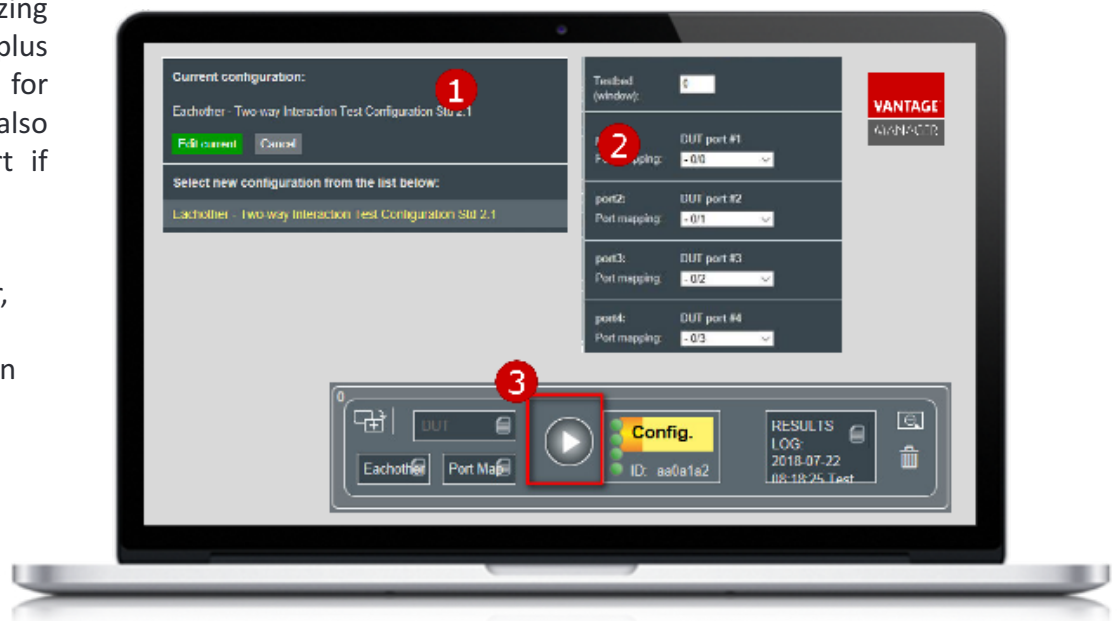 zing
plus
for
also
t if
r,
n
Current configuration:
1
Eachother - Two-way Interaction Test Configuration Std 2.1
Edit current Cancel
Select new configuration from the list below:
Eachother - Two-way Interaction Test Configuration Std 2.1
Testbed
(window): 0
2
DUT port #1
mapping: - 0/0
port2: DUT port #2
Port mapping: - 0/1
port3: DUT port #3
Port mapping: - 0/2
port4: DUT port #4
Port mapping: - 0/3
VANTAGE
MANAGER
3
0
DUT
Eachother Port Map
Config.
ID: aa0a1a2
RESULTS
LOG:
2018-07-22
08:18:25 Test